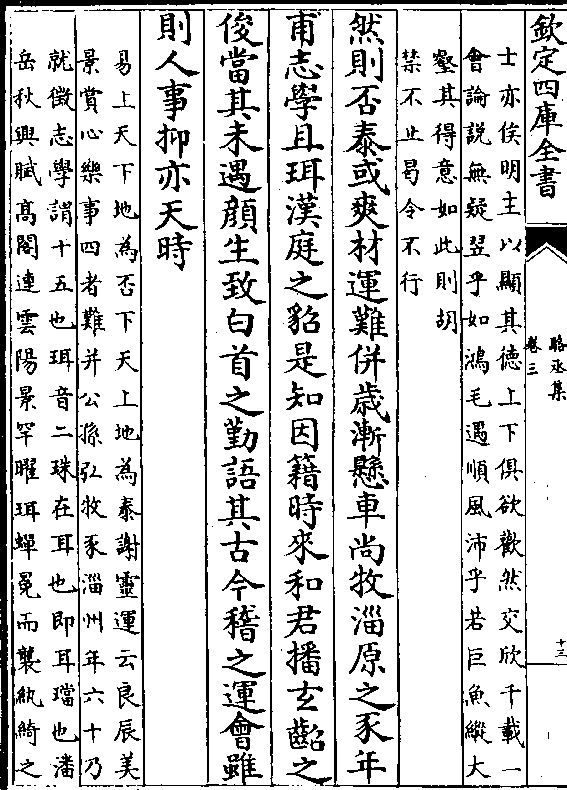 欽定四庫全書
駱丞集
卷三
十三
士亦俟明主以顯其德上下俱欲歡然交欣千載一
會論說無疑翌乎如鴻毛遇順風沛乎若巨魚縱大
壑其得意如此則胡
禁不止曷令不行
然則否泰或爽材運難併歲漸懸車尚牧淄原之豕年
甫志學且珥漢庭之貂是知因籍時來和君播玄齠之
俊當其未遇顔生致白首之勤語其古今稽之運會雖
則人事抑亦天時
易上天下地為否下天上地為泰謝靈運云良辰美
景賞心樂事四者難并公孫弘牧豕淄州年六十乃
就徵志學謂十五也珥音二珠在耳也即耳璫也潘
岳秋興賦髙閣連雲陽景罕曜珥蟬冕而襲紈綺之